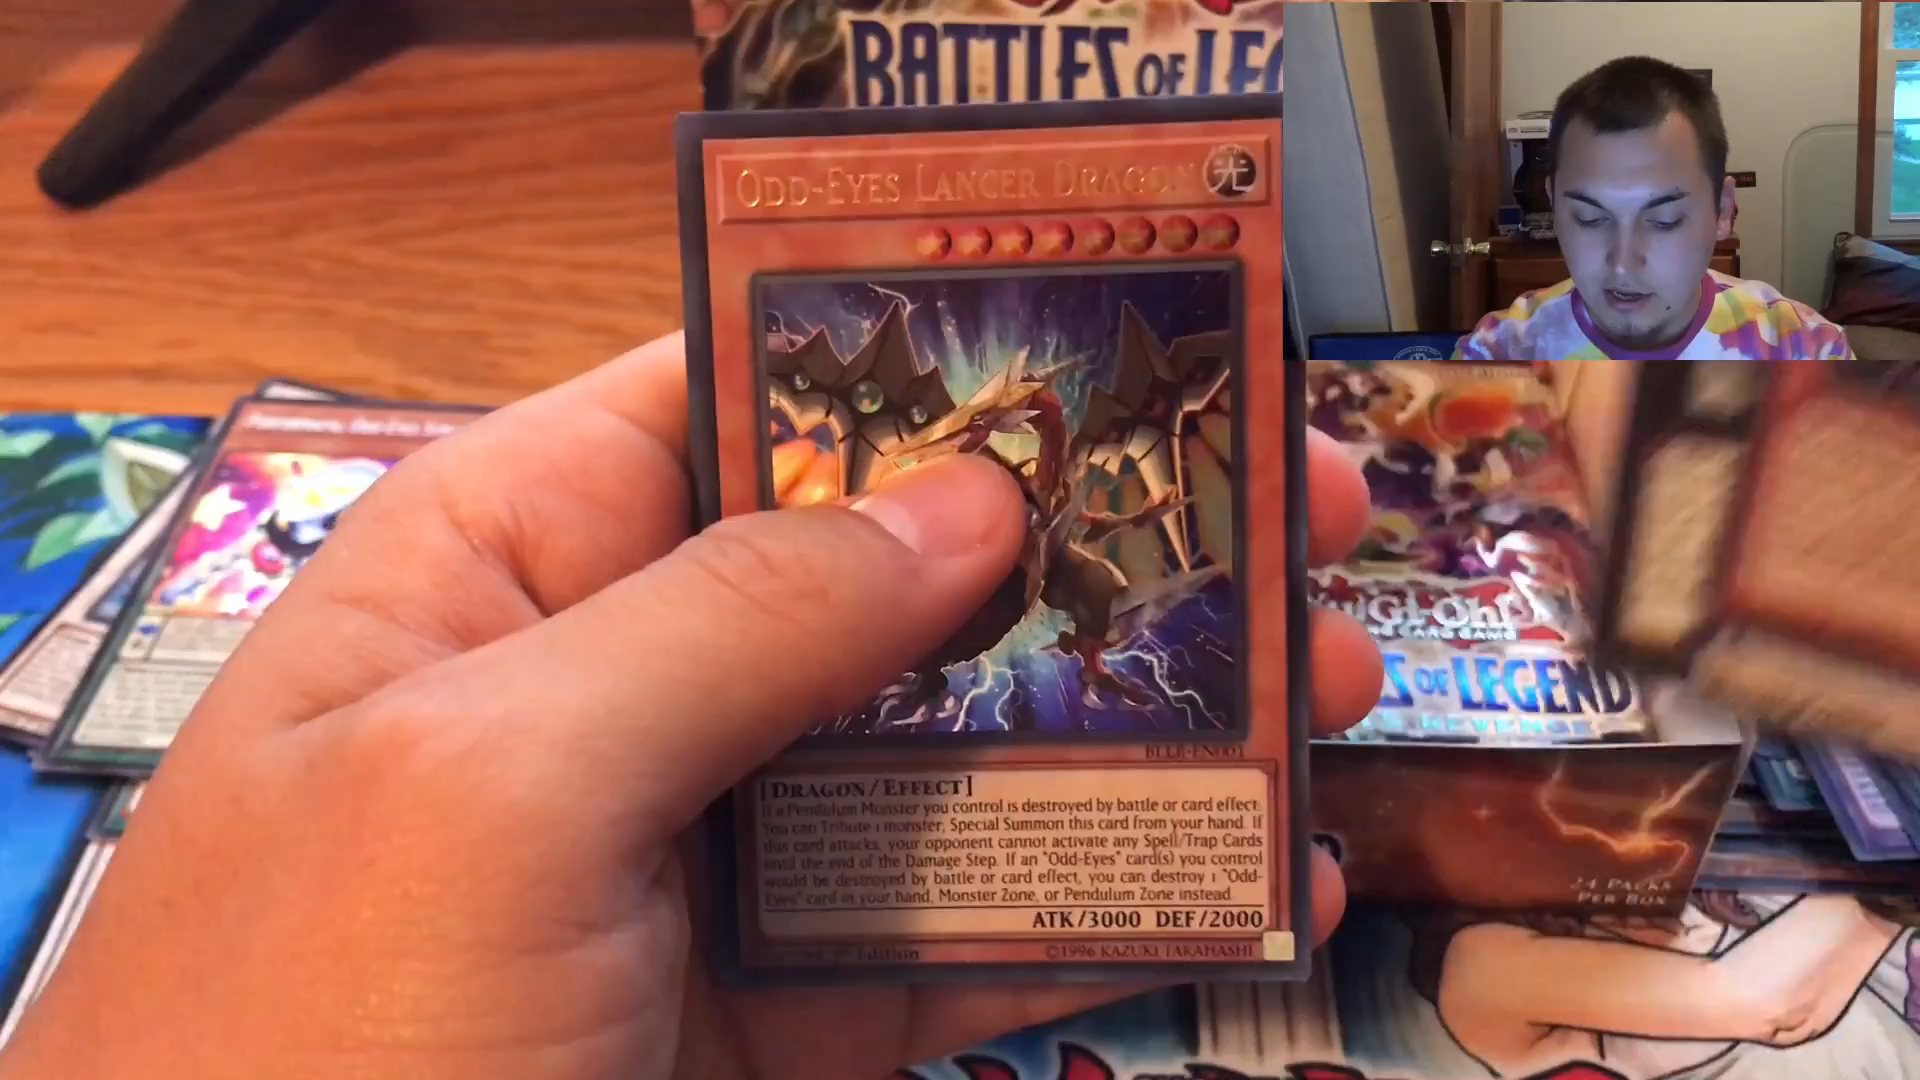 BATTLES OF LEG
ODD-EYES LANCER DRAGON
光
BLLR-EN001
[DRAGON/EFFECT]
If a Pendulum Monster you control is destroyed by battle or card effect:
You can Tribute 1 monster; Special Summon this card from your hand. If
this card attacks, your opponent cannot activate any Spell/Trap Cards
until the end of the Damage Step. If an "Odd-Eyes" card(s) you control
would be destroyed by battle or card effect, you can destroy 1 "Odd-
Eyes" card in your hand, Monster Zone, or Pendulum Zone instead.
ATK/3000 DEF/2000
Edition
©1996 KAZUKI TAKAHASHI
Yu-Gi-Oh!
CARD GAME
S OF LEGEND
REVENGE
24 PACKS
PER BOX